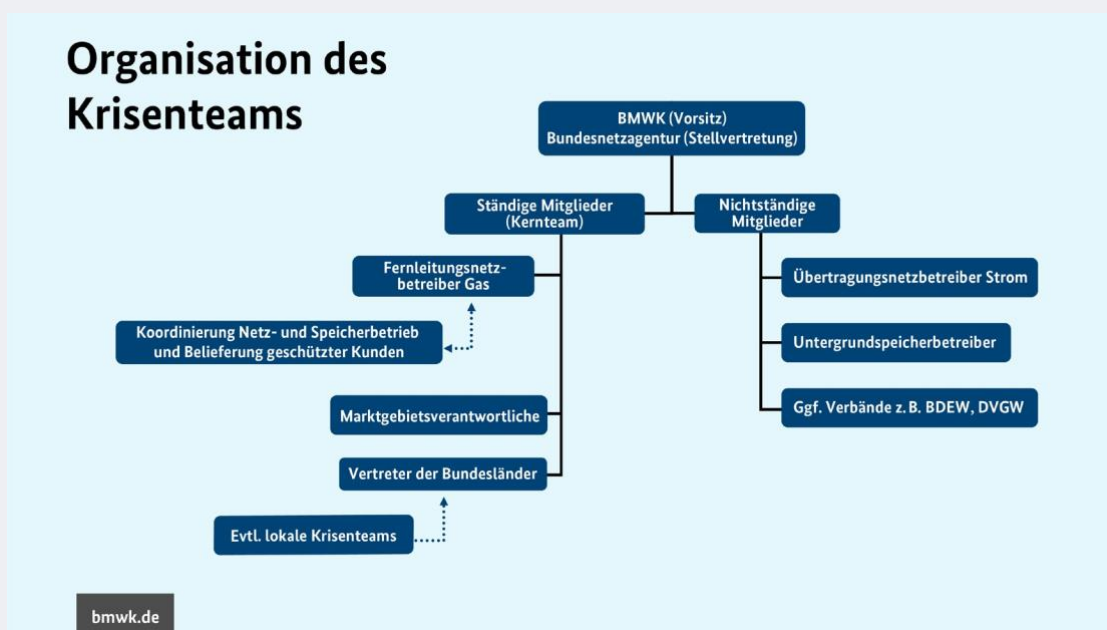 Organisation des
Krisenteams
BMWK (Vorsitz)
Bundesnetzagentur (Stellvertretung)
Ständige Mitglieder
(Kernteam)
Nichtständige
Mitglieder
Fernleitungsnetz-
betreiber Gas
Koordinierung Netz- und Speicherbetrieb
und Belieferung geschützter Kunden
Marktgebietsverantwortliche
Vertreter der Bundesländer
Evtl. lokale Krisenteams
Übertragungsnetzbetreiber Strom
Untergrundspeicherbetreiber
Ggf. Verbände z. B. BDEW, DVGW
bmwk.de